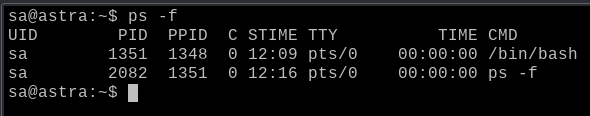 sa@astra:~$ ps -f
UID          PID    PPID  C STIME TTY          TIME CMD
sa          1351    1348  0 12:09 pts/0    00:00:00 /bin/bash
sa          2082    1351  0 12:16 pts/0    00:00:00 ps -f
sa@astra:~$